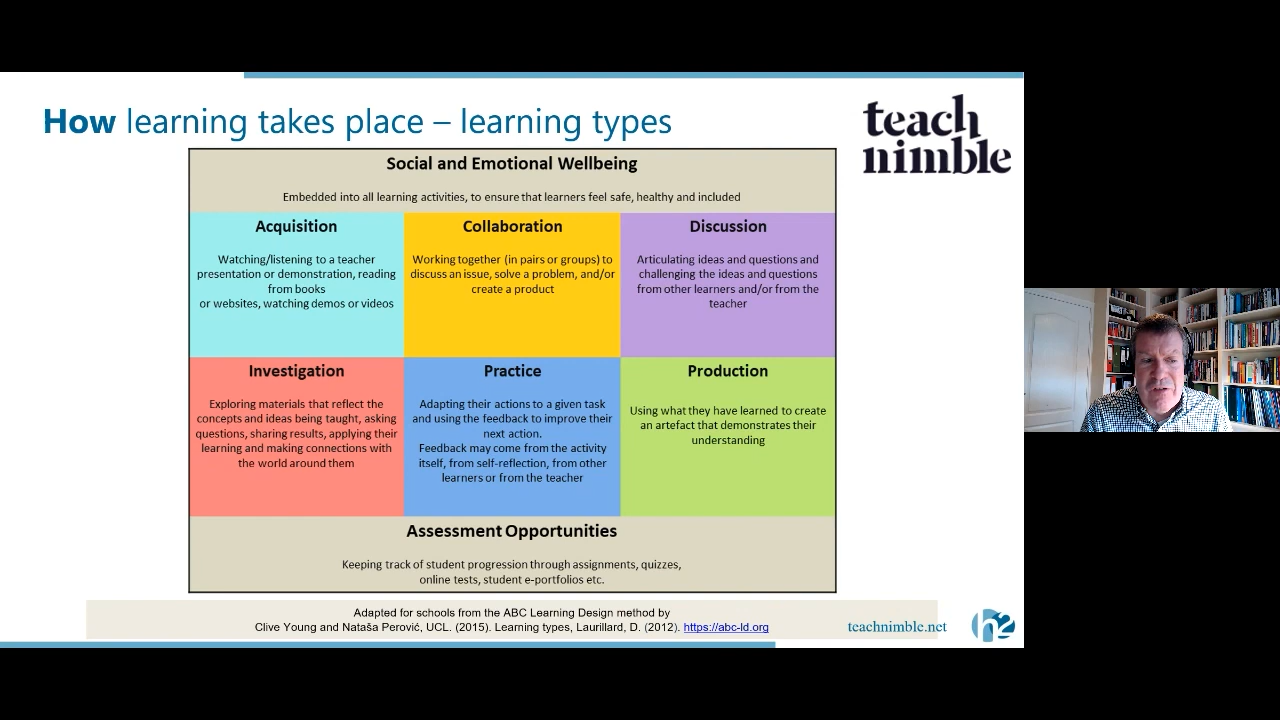 How learning takes place – learning types
teach
nimble
Social and Emotional Wellbeing
Embedded into all learning activities, to ensure that learners feel safe, healthy and included
Acquisition
Watching/listening to a teacher
presentation or demonstration, reading
from books
or websites, watching demos or videos
Collaboration
Working together (in pairs or groups) to
discuss an issue, solve a problem, and/or
create a product
Discussion
Articulating ideas and questions and
challenging the ideas and questions
from other learners and/or from the
teacher
Investigation
Exploring materials that reflect the
concepts and ideas being taught, asking
questions, sharing results, applying their
learning and making connections with
the world around them
Practice
Adapting their actions to a given task
and using the feedback to improve their
next action.
Feedback may come from the activity
itself, from self-reflection, from other
learners or from the teacher
Production
Using what they have learned to create
an artefact that demonstrates their
understanding
Assessment Opportunities
Keeping track of student progression through assignments, quizzes,
online tests, student e-portfolios etc.
Adapted for schools from the ABC Learning Design method by
Clive Young and Nataša Perović, UCL. (2015). Learning types, Laurillard, D. (2012). https://abc-ld.org
teachnimble.net
h2